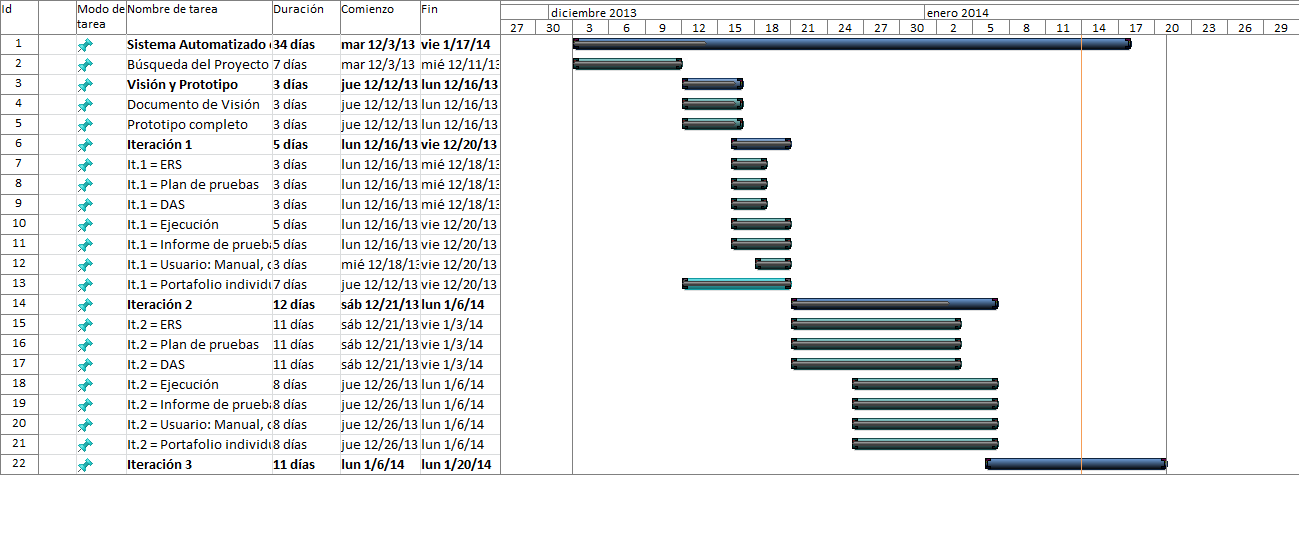 Id Modo de tarea Nombre de tarea Duración Comienzo Fin
diciembre 2013 enero 2014
27 30 3 6 9 12 15 18 21 24 27 30 2 5 8 11 14 17 20 23 26 29
1 Sistema Automatizado 34 días mar 12/3/13 vie 1/17/14
2 Búsqueda del Proyecto 7 días mar 12/3/13 mié 12/11/13
3 Visión y Prototipo 3 días jue 12/12/13 lun 12/16/13
4 Documento de Visión 3 días jue 12/12/13 lun 12/16/13
5 Prototipo completo 3 días jue 12/12/13 lun 12/16/13
6 Iteración 1 5 días lun 12/16/13 vie 12/20/13
7 It.1 = ERS 3 días lun 12/16/13 mié 12/18/13
8 It.1 = Plan de pruebas 3 días lun 12/16/13 mié 12/18/13
9 It.1 = DAS 3 días lun 12/16/13 mié 12/18/13
10 It.1 = Ejecución 5 días lun 12/16/13 vie 12/20/13
11 It.1 = Informe de prueba 5 días lun 12/16/13 vie 12/20/13
12 It.1 = Usuario: Manual, 3 días mié 12/18/13 vie 12/20/13
13 It.1 = Portafolio individu 7 días jue 12/12/13 vie 12/20/13
14 Iteración 2 12 días sáb 12/21/13 lun 1/6/14
15 It.2 = ERS 11 días sáb 12/21/13 vie 1/3/14
16 It.2 = Plan de pruebas 11 días sáb 12/21/13 vie 1/3/14
17 It.2 = DAS 11 días sáb 12/21/13 vie 1/3/14
18 It.2 = Ejecución 8 días jue 12/26/13 lun 1/6/14
19 It.2 = Informe de prueba 8 días jue 12/26/13 lun 1/6/14
20 It.2 = Usuario: Manual, 8 días jue 12/26/13 lun 1/6/14
21 It.2 = Portafolio individu 8 días jue 12/26/13 lun 1/6/14
22 Iteración 3 11 días lun 1/6/14 lun 1/20/14